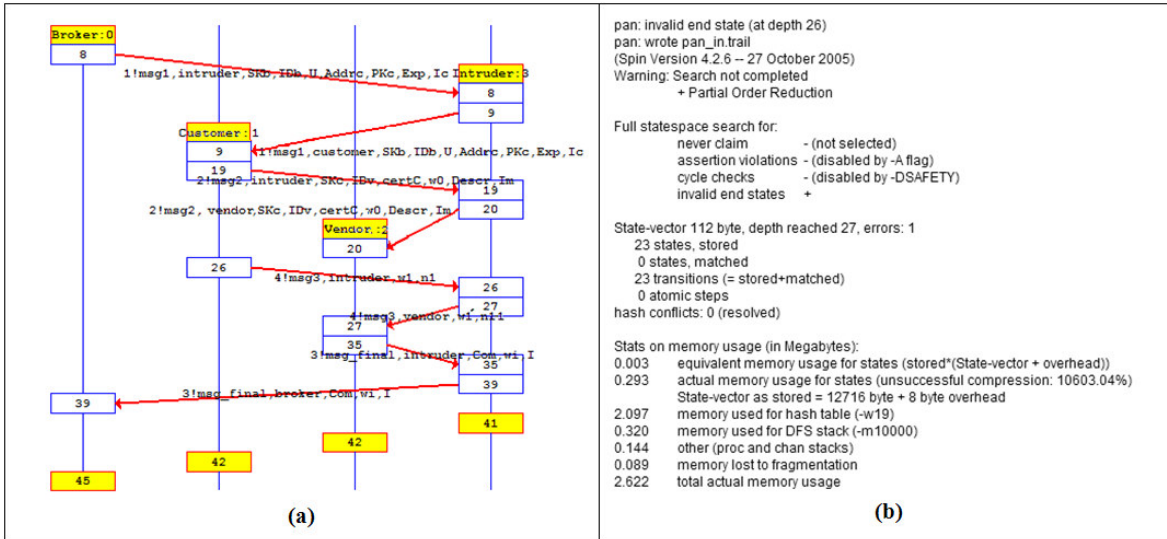 Broker:0
8
1!msg1,intruder,SKb,IDb,U,Addrc,PKc,Exp,Ic
Intruder:3
8
9
Customer:1
9
1!msg1,customer,SKb,IDb,U,Addrc,PKc,Exp,Ic
19
2!msg2,intruder,SKc,IDv,certC,w0,Descr,Im
19
20
2!msg2, vendor,SKc,IDv,certC,w0,Descr,Im
Vendor.:2
20
26
4!msg3,intruder,w1,n1
26
27
4!msg3,vendor,w1,n11
27
35
3!msg_final,intruder,Com,wi,I
35
39
3!msg_final,broker,Com,wi,I
39
41
42
42
45
(a)
pan: invalid end state (at depth 26)
pan: wrote pan_in.trail
(Spin Version 4.2.6 -- 27 October 2005)
Warning: Search not completed
+ Partial Order Reduction
Full statespace search for:
never claim - (not selected)
assertion violations - (disabled by -A flag)
cycle checks - (disabled by -DSAFETY)
invalid end states +
State-vector 112 byte, depth reached 27, errors: 1
23 states, stored
0 states, matched
23 transitions (= stored+matched)
0 atomic steps
hash conflicts: 0 (resolved)
Stats on memory usage (in Megabytes):
0.003 equivalent memory usage for states (stored*(State-vector + overhead))
0.293 actual memory usage for states (unsuccessful compression: 10603.04%)
State-vector as stored = 12716 byte + 8 byte overhead
2.097 memory used for hash table (-w19)
0.320 memory used for DFS stack (-m10000)
0.144 other (proc and chan stacks)
0.089 memory lost to fragmentation
2.622 total actual memory usage
(b)